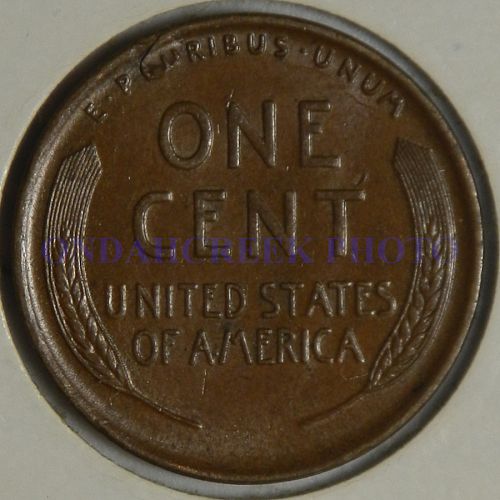 E·PLURIBUS·UNUM
ONE
CENT
ONDAHCREEK PHOTO
UNITED STATES
OF AMERICA